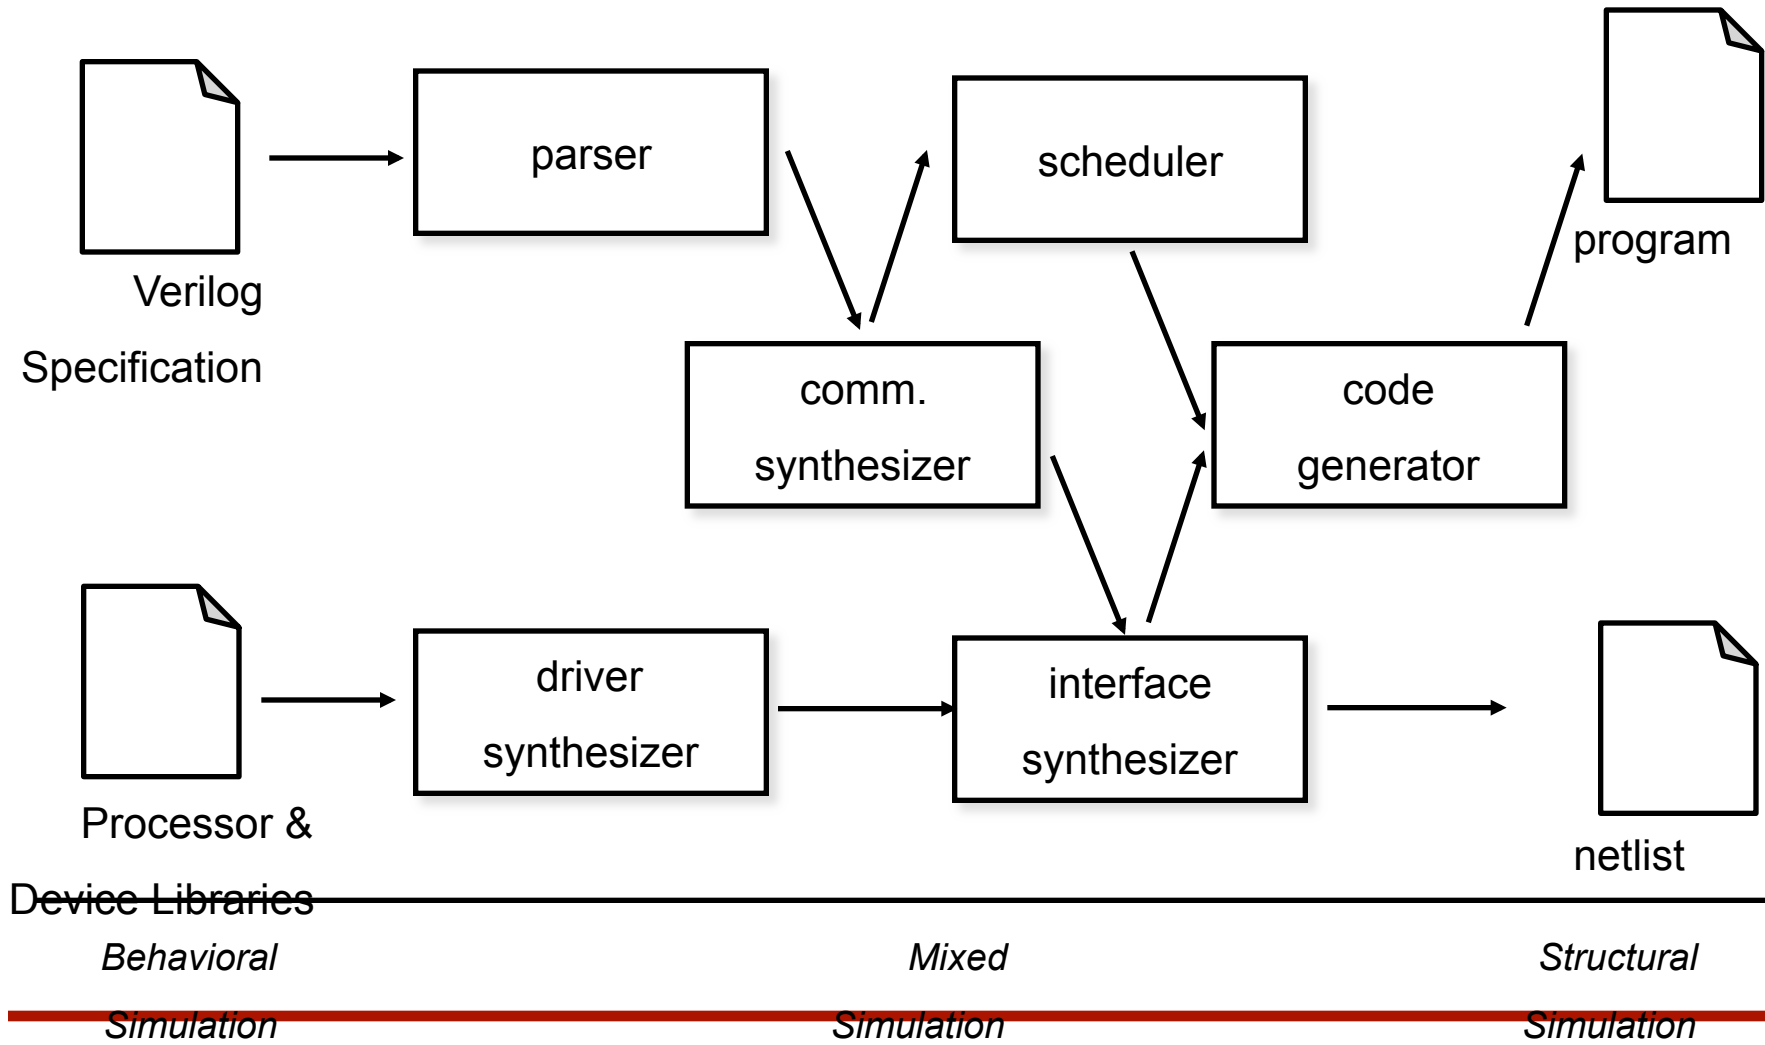 parser
scheduler
program
Verilog
Specification
comm.
synthesizer
code
generator
driver
synthesizer
interface
synthesizer
Processor &
Device Libraries
netlist
Behavioral
Simulation
Mixed
Simulation
Structural
Simulation